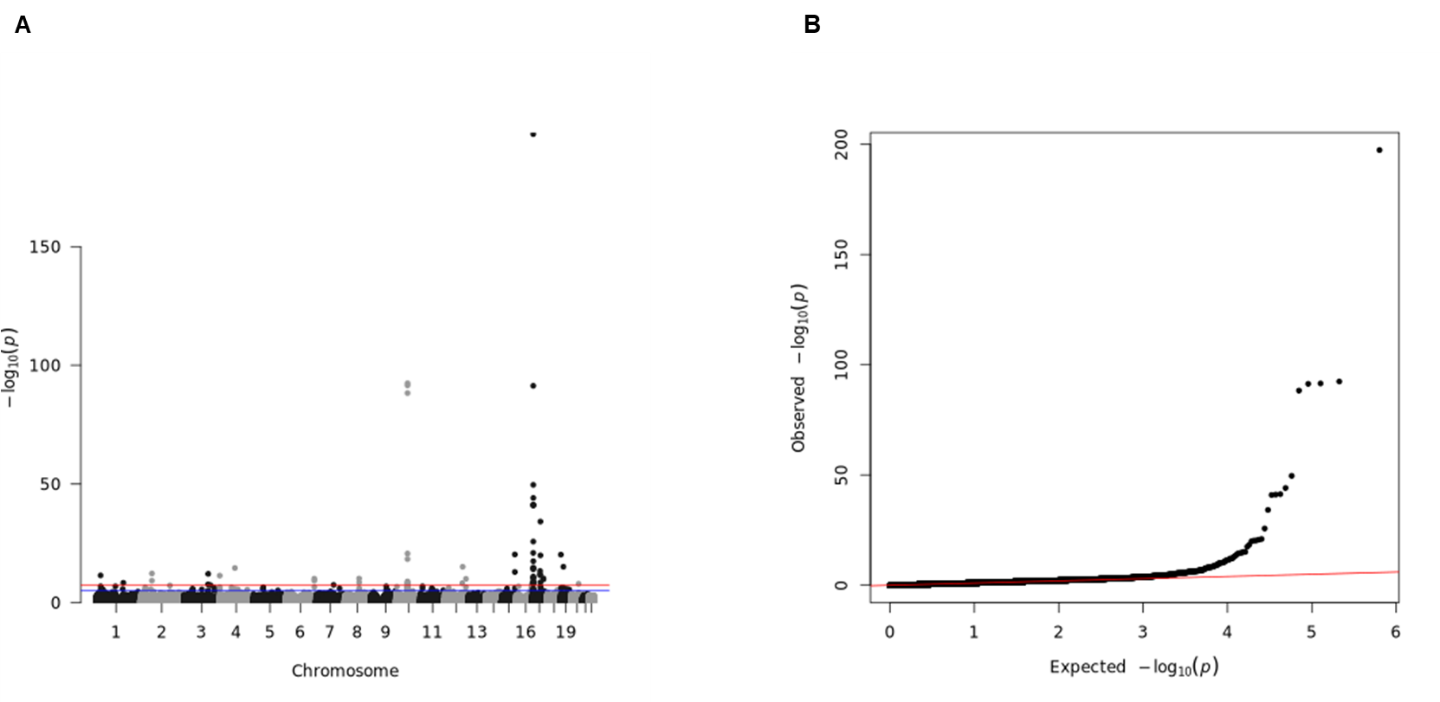 A
B
150
100
50
0
− log₁₀(p)
1 2 3 4 5 6 7 8 9 11 13 16 19
Chromosome
200
150
100
50
0
Observed − log₁₀(p)
0 1 2 3 4 5 6
Expected − log₁₀(p)